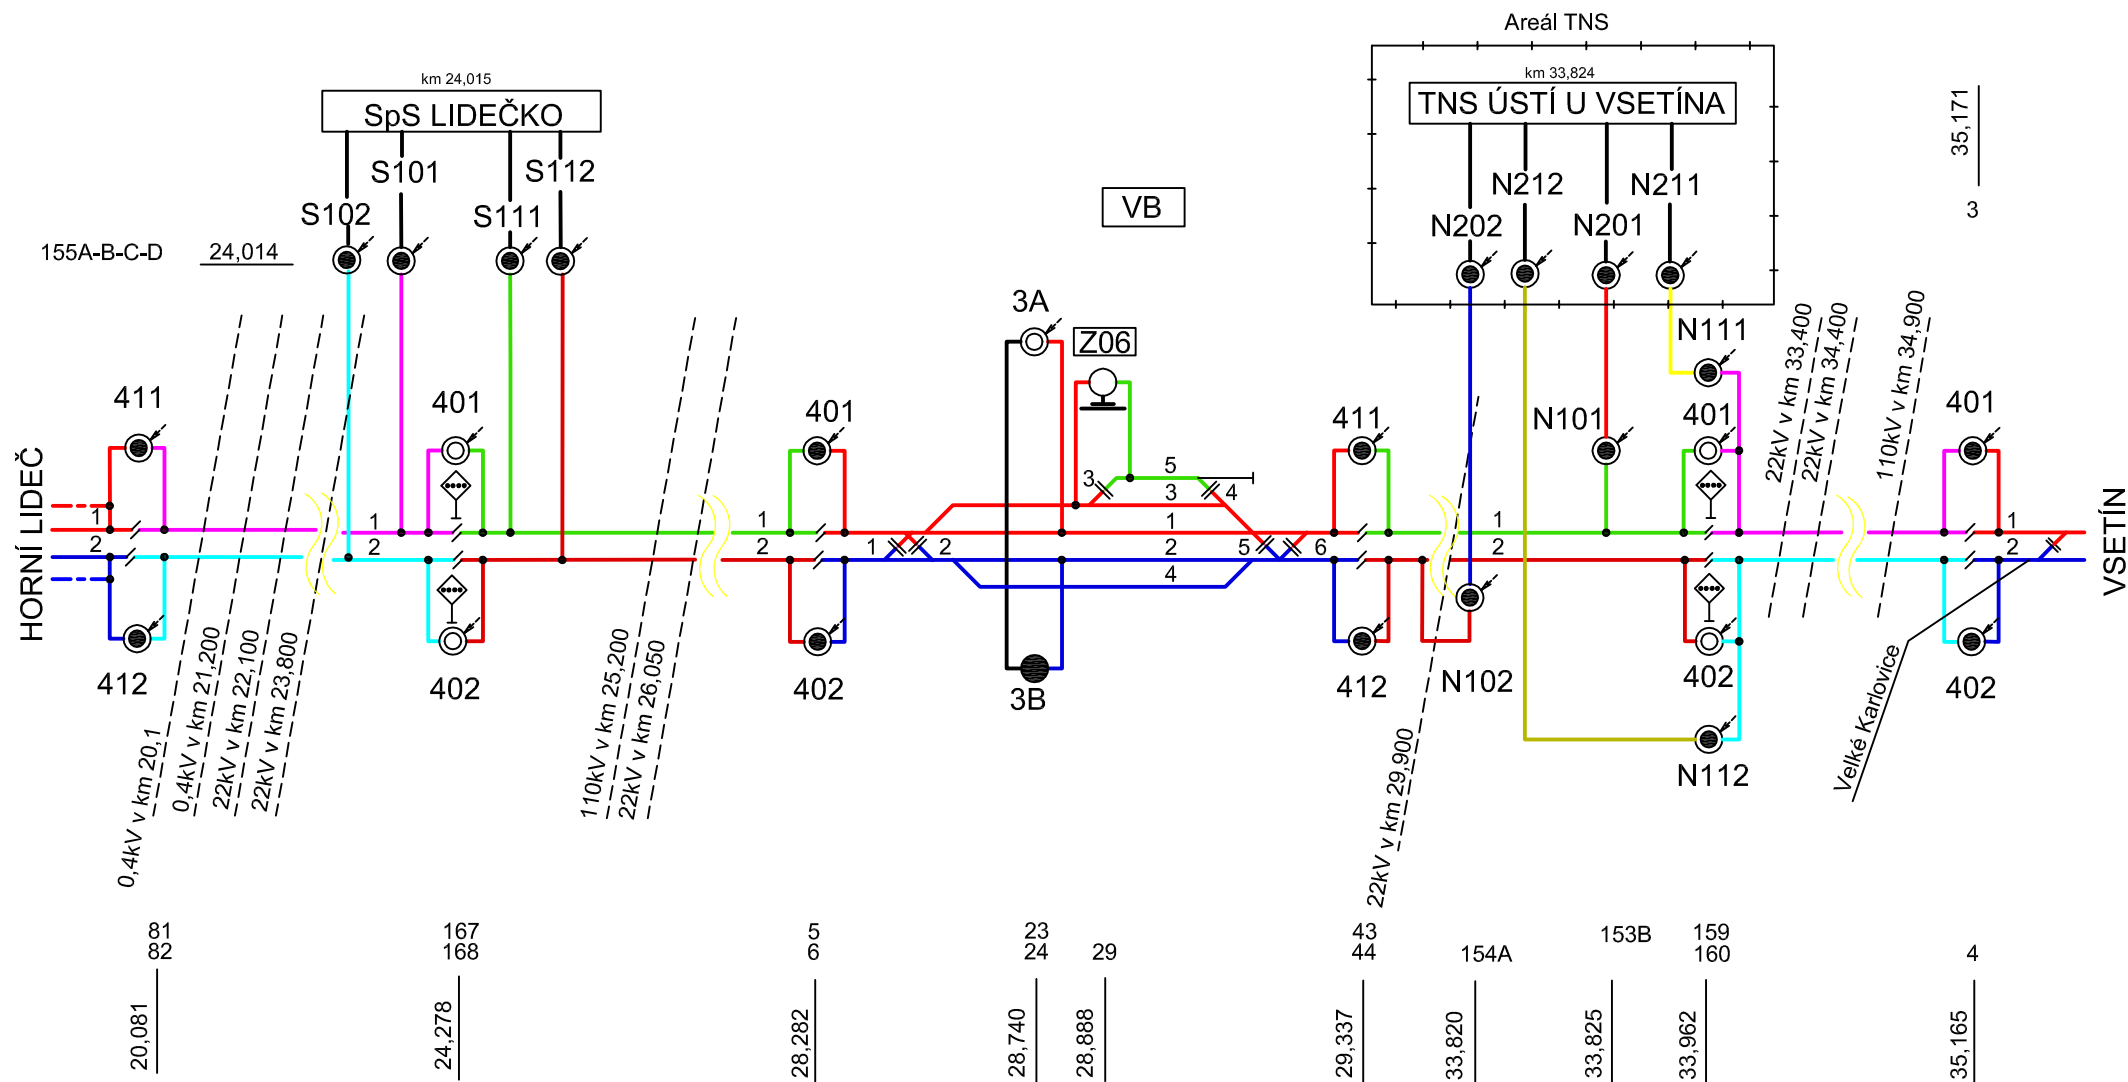 Areál TNS
km 24,015
SpS LIDEČKO
km 33,824
TNS ÚSTÍ U VSETÍNA
35,171
3
S102
S101
S111
S112
VB
N202
N212
N201
N211
155A-B-C-D
24,014
3A
Z06
3B
N111
N101
N102
N112
HORNÍ LIDEČ
VSETÍN
411
401
401
411
401
401
1
2
1
2
1
2
1
2
3
5
3
4
1
2
4
5
6
1
2
1
2
412
402
402
412
402
402
0,4kV v km 20,1
0,4kV v km 21,200
22kV v km 22,100
22kV v km 23,800
110kV v km 25,200
22kV v km 26,050
22kV v km 29,900
22kV v km 33,400
22kV v km 34,400
110kV v km 34,900
Velké Karlovice
81
82
167
168
5
6
23
24
29
43
44
154A
153B
159
160
4
20,081
24,278
28,282
28,740
28,888
29,337
33,820
33,825
33,962
35,165